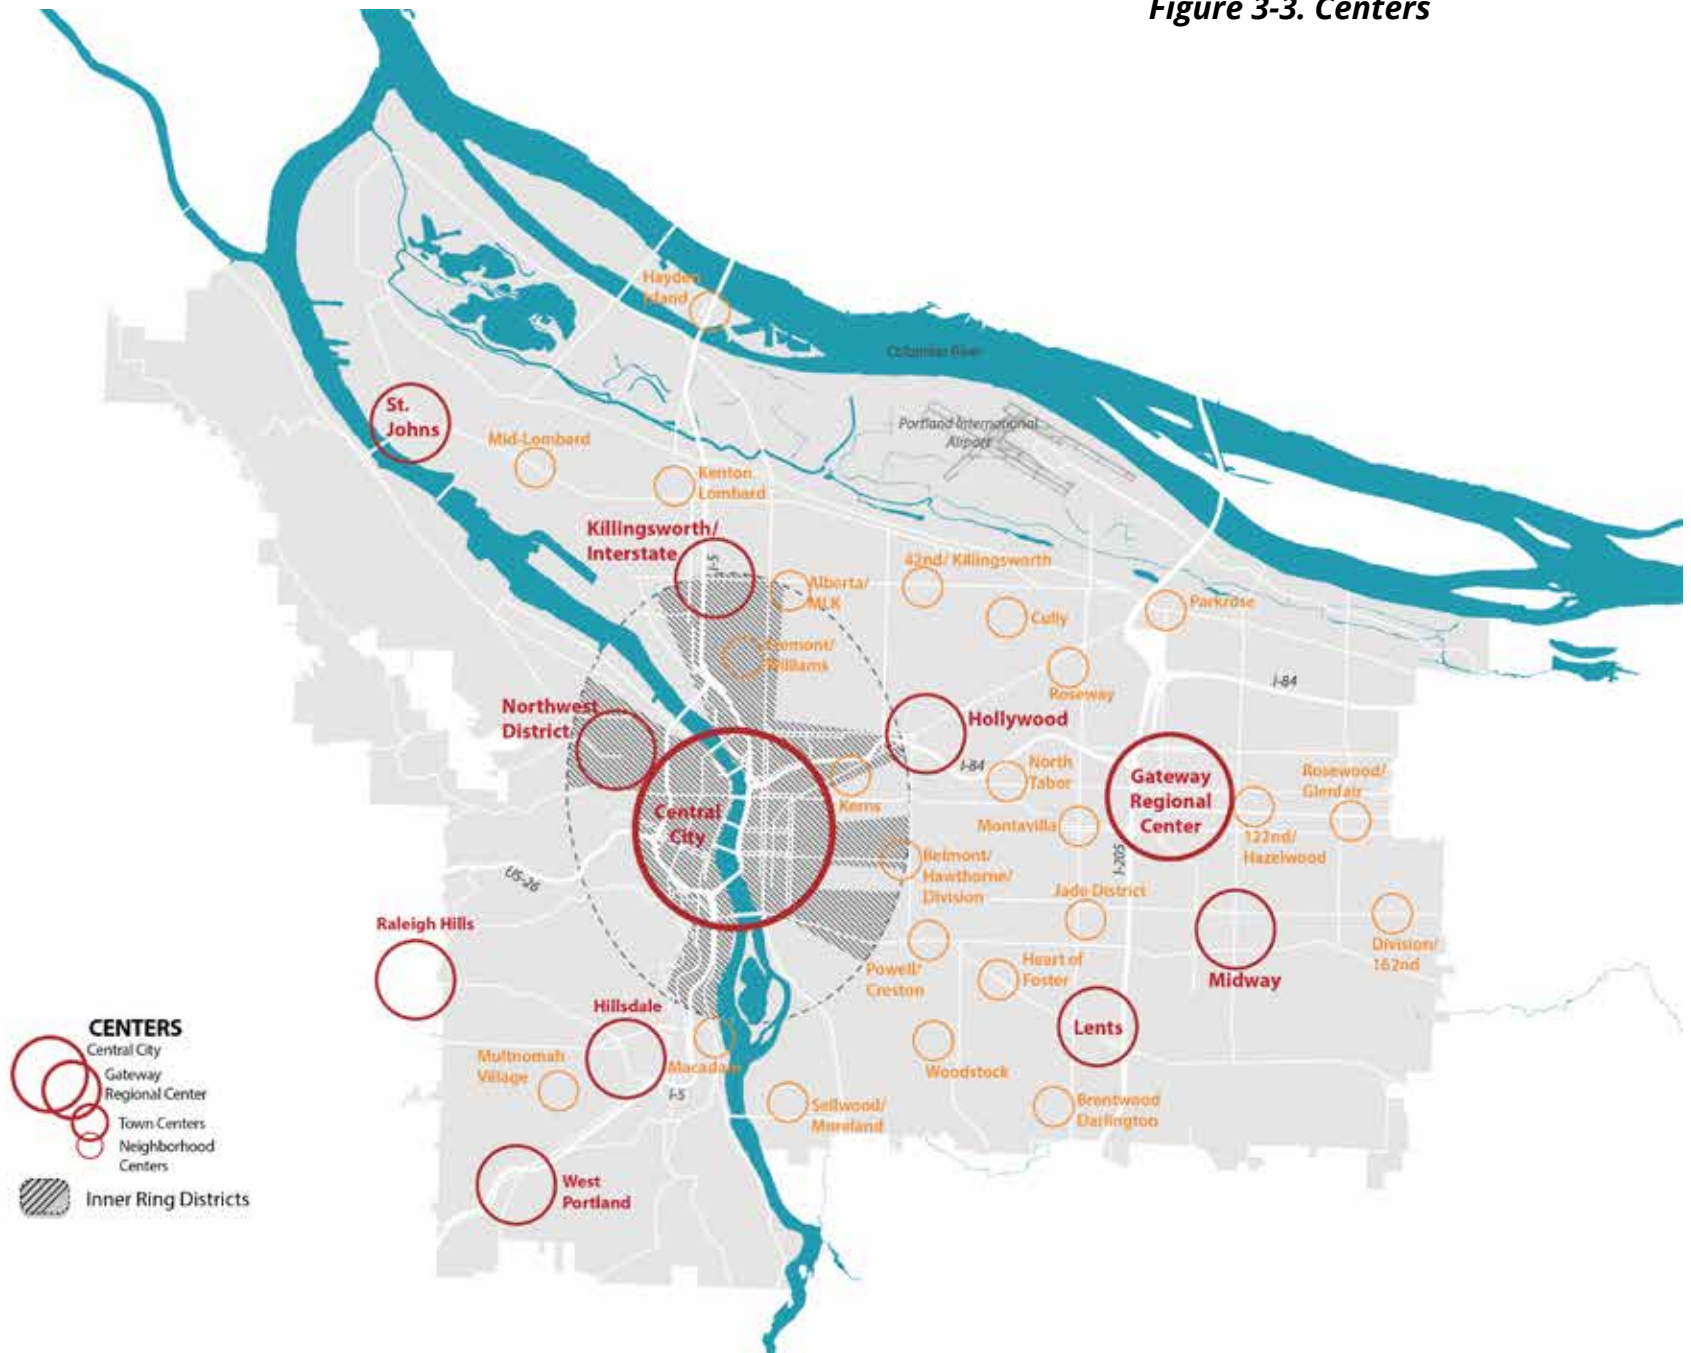 Figure 3-3. Centers
Hayden
Island
Columbia River
Portland International
Airport
St.
Johns
Mid-Lombard
Kenton
Lombard
Killingsworth/
Interstate
I-5
42nd/ Killingsworth
Alberta/
MLK
Cully
Parkrose
Fremont/
Williams
Roseway
I-84
Northwest
District
Hollywood
I-84
North
Tabor
Gateway
Regional
Center
Rosewood/
Glenfair
Kerns
Central
City
Montavilla
122nd/
Hazelwood
Belmont/
Hawthorne/
Division
I-205
US-26
Jade District
Raleigh Hills
Division/
162nd
Powell/
Creston
Heart of
Foster
Midway
Hillsdale
Lents
Multnomah
Village
Macadam
Woodstock
I-5
Sellwood/
Moreland
Brentwood
Darlington
West
Portland
CENTERS
Central City
Gateway
Regional Center
Town Centers
Neighborhood
Centers
Inner Ring Districts